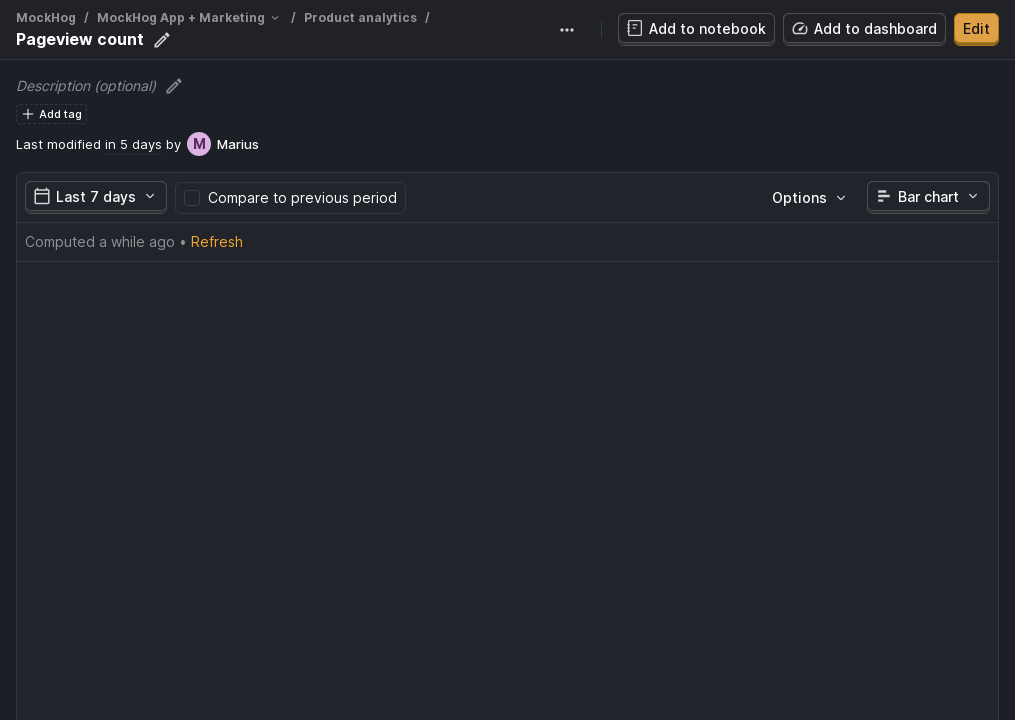 MockHog / MockHog App + Marketing / Product analytics /
Pageview count
Add to notebook
Add to dashboard
Edit
Description (optional)
Add tag
Last modified in 5 days by M Marius
Last 7 days
Compare to previous period
Options
Bar chart
Computed a while ago • Refresh